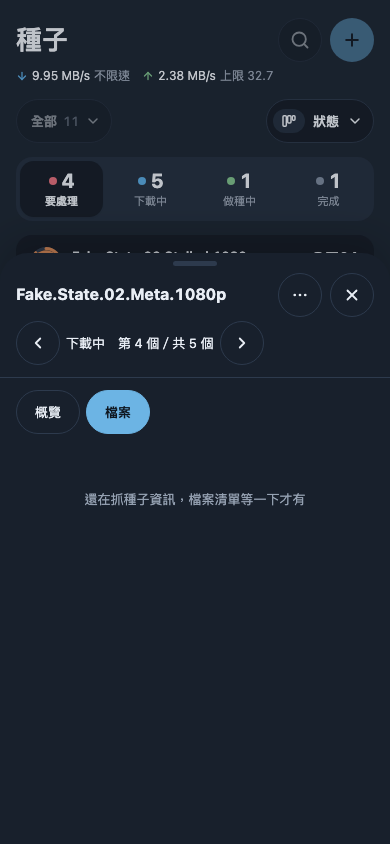 種子
9.95 MB/s 不限速 2.38 MB/s 上限 32.7
全部 11
狀態
4 5 1 1
要處理 下載中 做種中 完成
Fake.State.02.Meta.1080p
下載中 第 4 個 / 共 5 個
概覽 檔案
還在抓種子資訊，檔案清單等一下才有